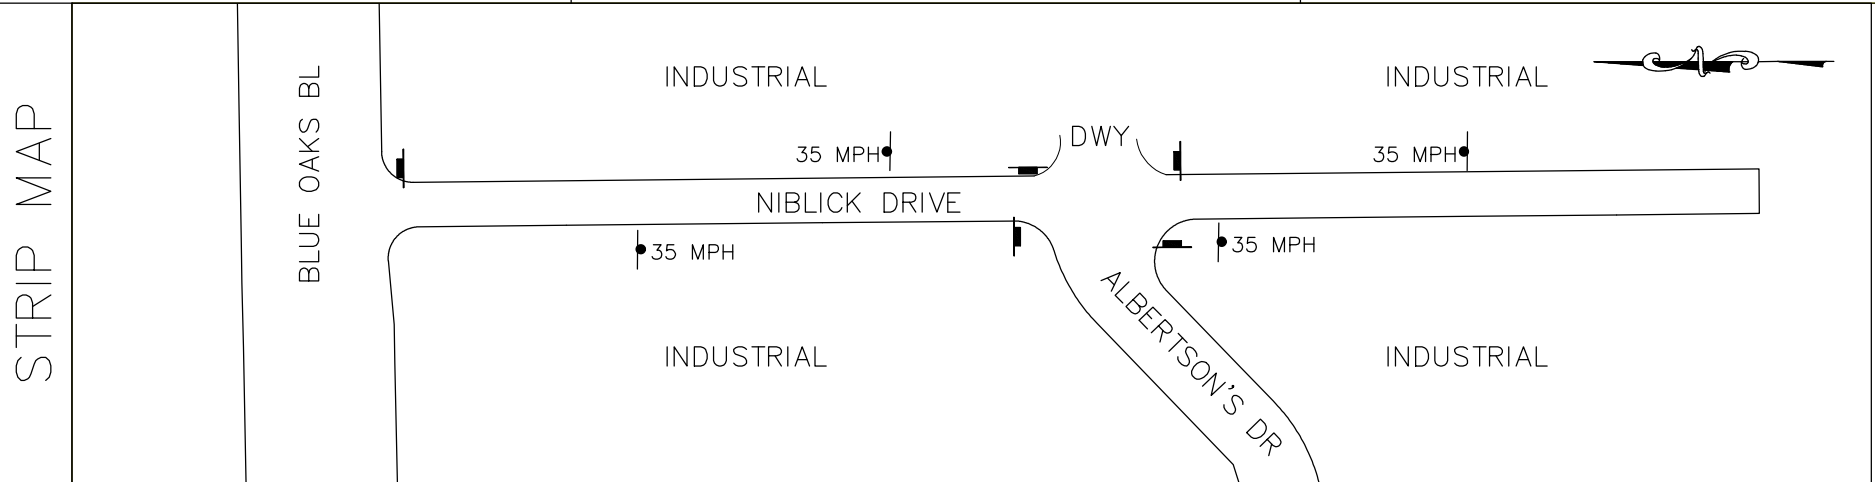 STRIP MAP
BLUE OAKS BL
INDUSTRIAL
INDUSTRIAL
N
DWY
35 MPH
35 MPH
NIBLICK DRIVE
35 MPH
35 MPH
ALBERTSON'S DR
INDUSTRIAL
INDUSTRIAL